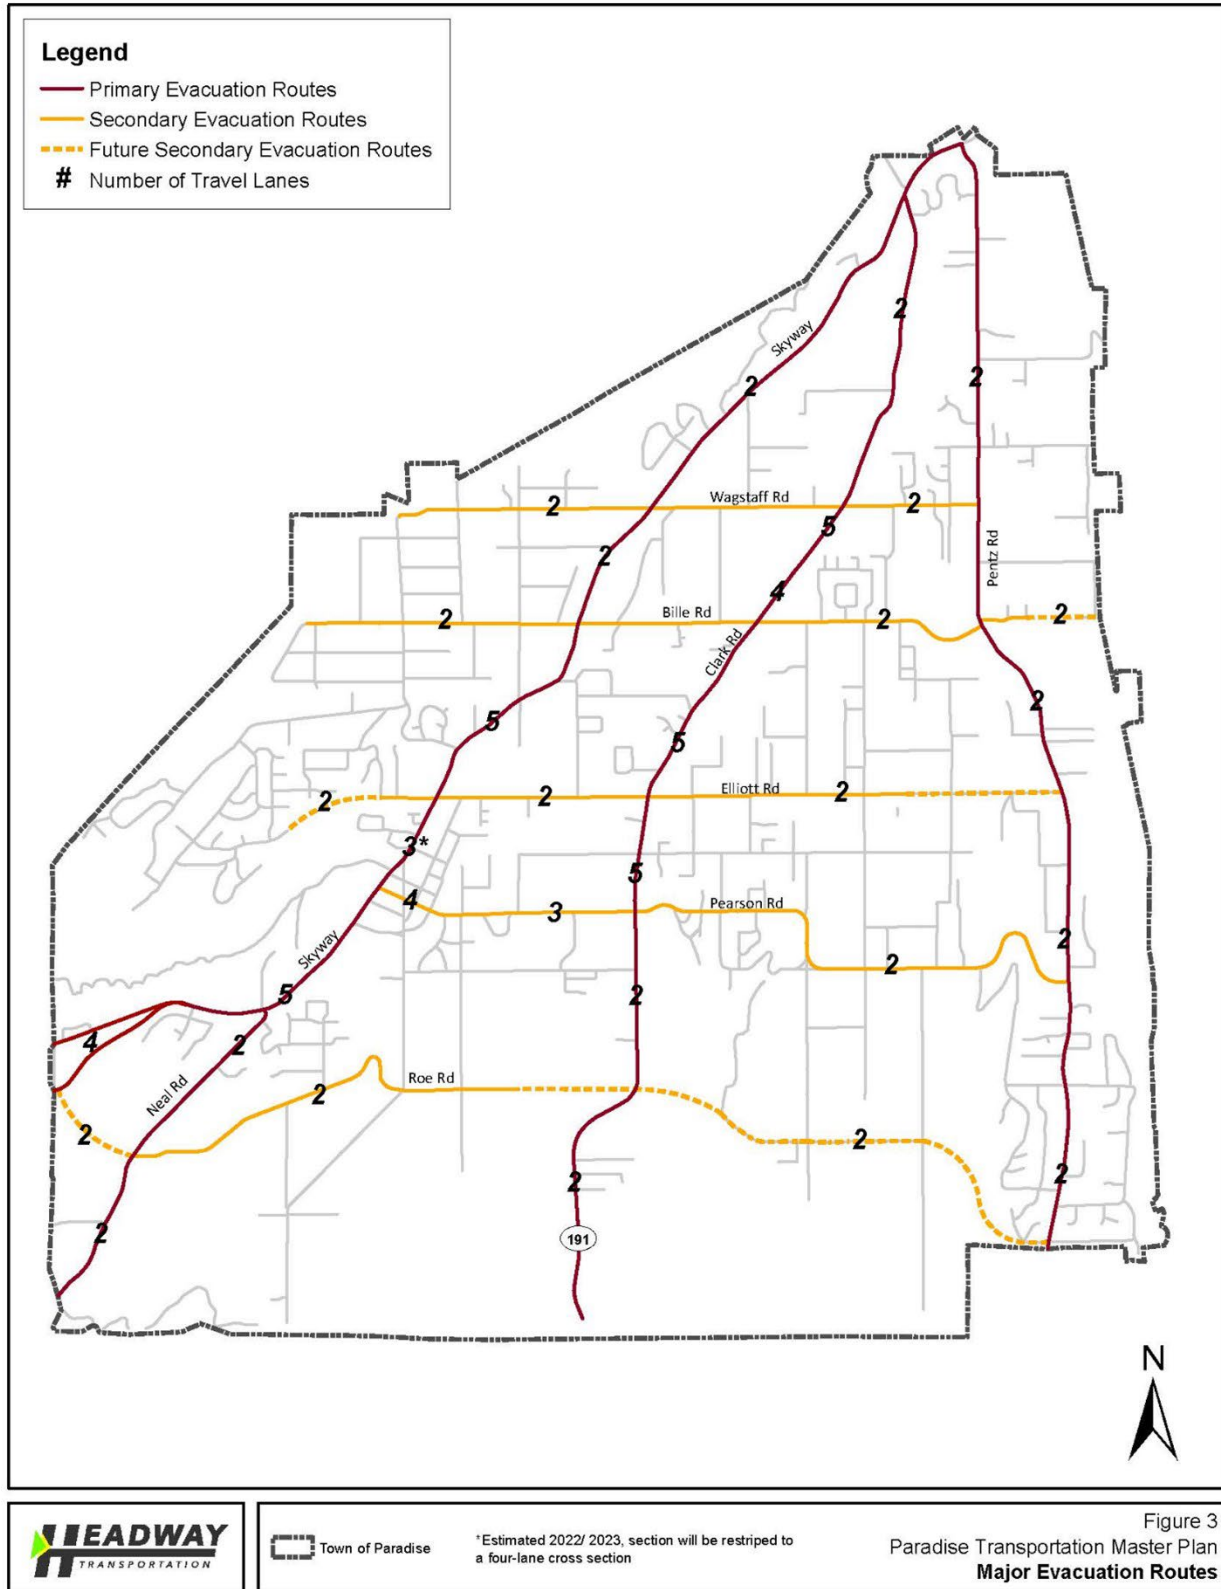 Legend
Primary Evacuation Routes
Secondary Evacuation Routes
Future Secondary Evacuation Routes
# Number of Travel Lanes
2
Skyway
2
2
Wagstaff Rd
2
2
5
2
Pentz Rd
4
Bille Rd
2
2
2
Clark Rd
2
5
5
Elliott Rd
2
2
2
3*
5
4
3
Pearson Rd
2
Skyway
2
5
2
4
2
Neal Rd
Roe Rd
2
2
2
2
2
2
191
N
HEADWAY
TRANSPORTATION
Town of Paradise
*Estimated 2022/ 2023, section will be restriped to
a four-lane cross section
Figure 3
Paradise Transportation Master Plan
Major Evacuation Routes